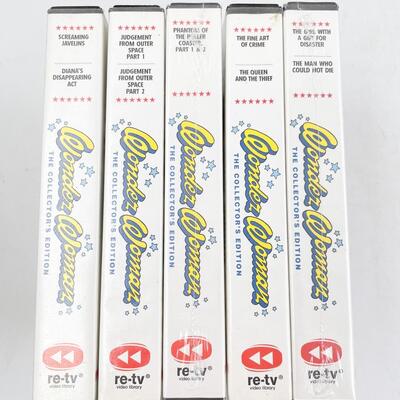 SCREAMING
JAVELINS
DIANA'S
DISAPPEARING
ACT
Wonder Woman
THE COLLECTOR'S EDITION
re-tv®
video library
JUDGEMENT
FROM OUTER
SPACE
PART 1
JUDGEMENT
FROM OUTER
SPACE
PART 2
Wonder Woman
THE COLLECTOR'S EDITION
re-tv®
video library
PHANTOM OF
THE ROLLER
COASTER,
PART 1 & 2
Wonder Woman
THE COLLECTOR'S EDITION
re-tv®
video library
THE FINE ART
OF CRIME
THE QUEEN AND
THE THIEF
Wonder Woman
THE COLLECTOR'S EDITION
re-tv®
video library
THE GIRL WITH
A GIFT FOR
DISASTER
THE MAN WHO
COULD NOT DIE
Wonder Woman
THE COLLECTOR'S EDITION
re-tv®
video library